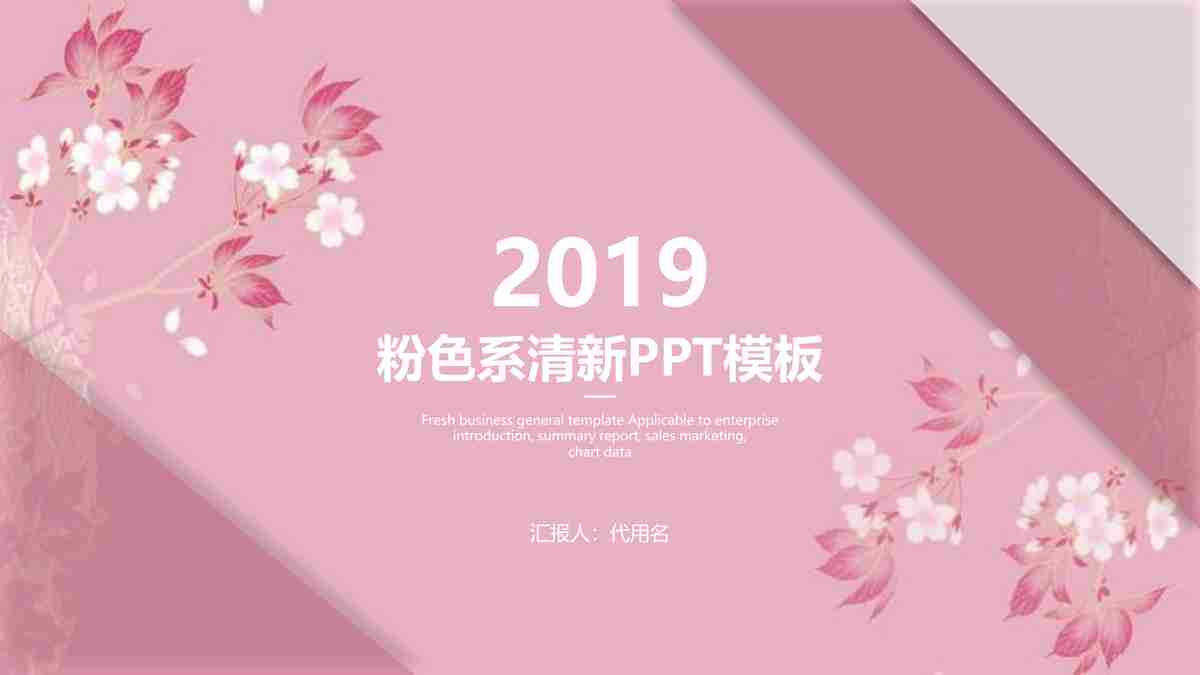 2019
粉色系清新PPT模板
Fresh business general template Applicable to enterprise
introduction, summary report, sales marketing,
chart data
汇报人：代用名